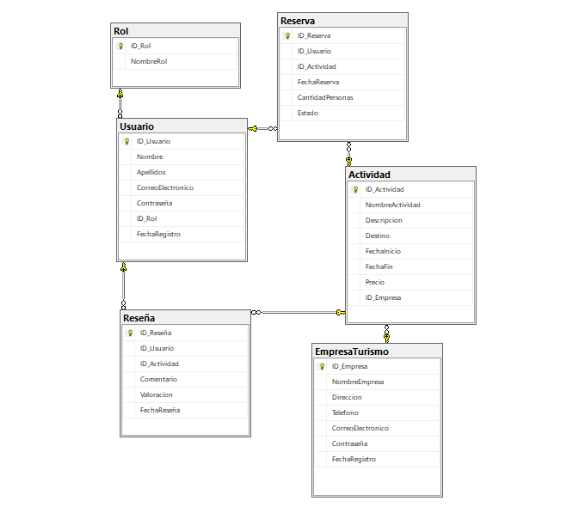 Rol
ID_Rol
NombreRol
Reserva
ID_Reserva
ID_Usuario
ID_Actividad
FechaReserva
CantidadPersonas
Estado
Usuario
ID_Usuario
Nombre
Apellidos
CorreoElectronico
Contraseña
ID_Rol
FechaRegistro
Actividad
ID_Actividad
NombreActividad
Descripcion
Destino
FechaInicio
FechaFin
Precio
ID_Empresa
Reseña
ID_Reseña
ID_Usuario
ID_Actividad
Comentario
Valoracion
FechaReseña
EmpresaTurismo
ID_Empresa
NombreEmpresa
Direccion
Telefono
CorreoElectronico
Contraseña
FechaRegistro